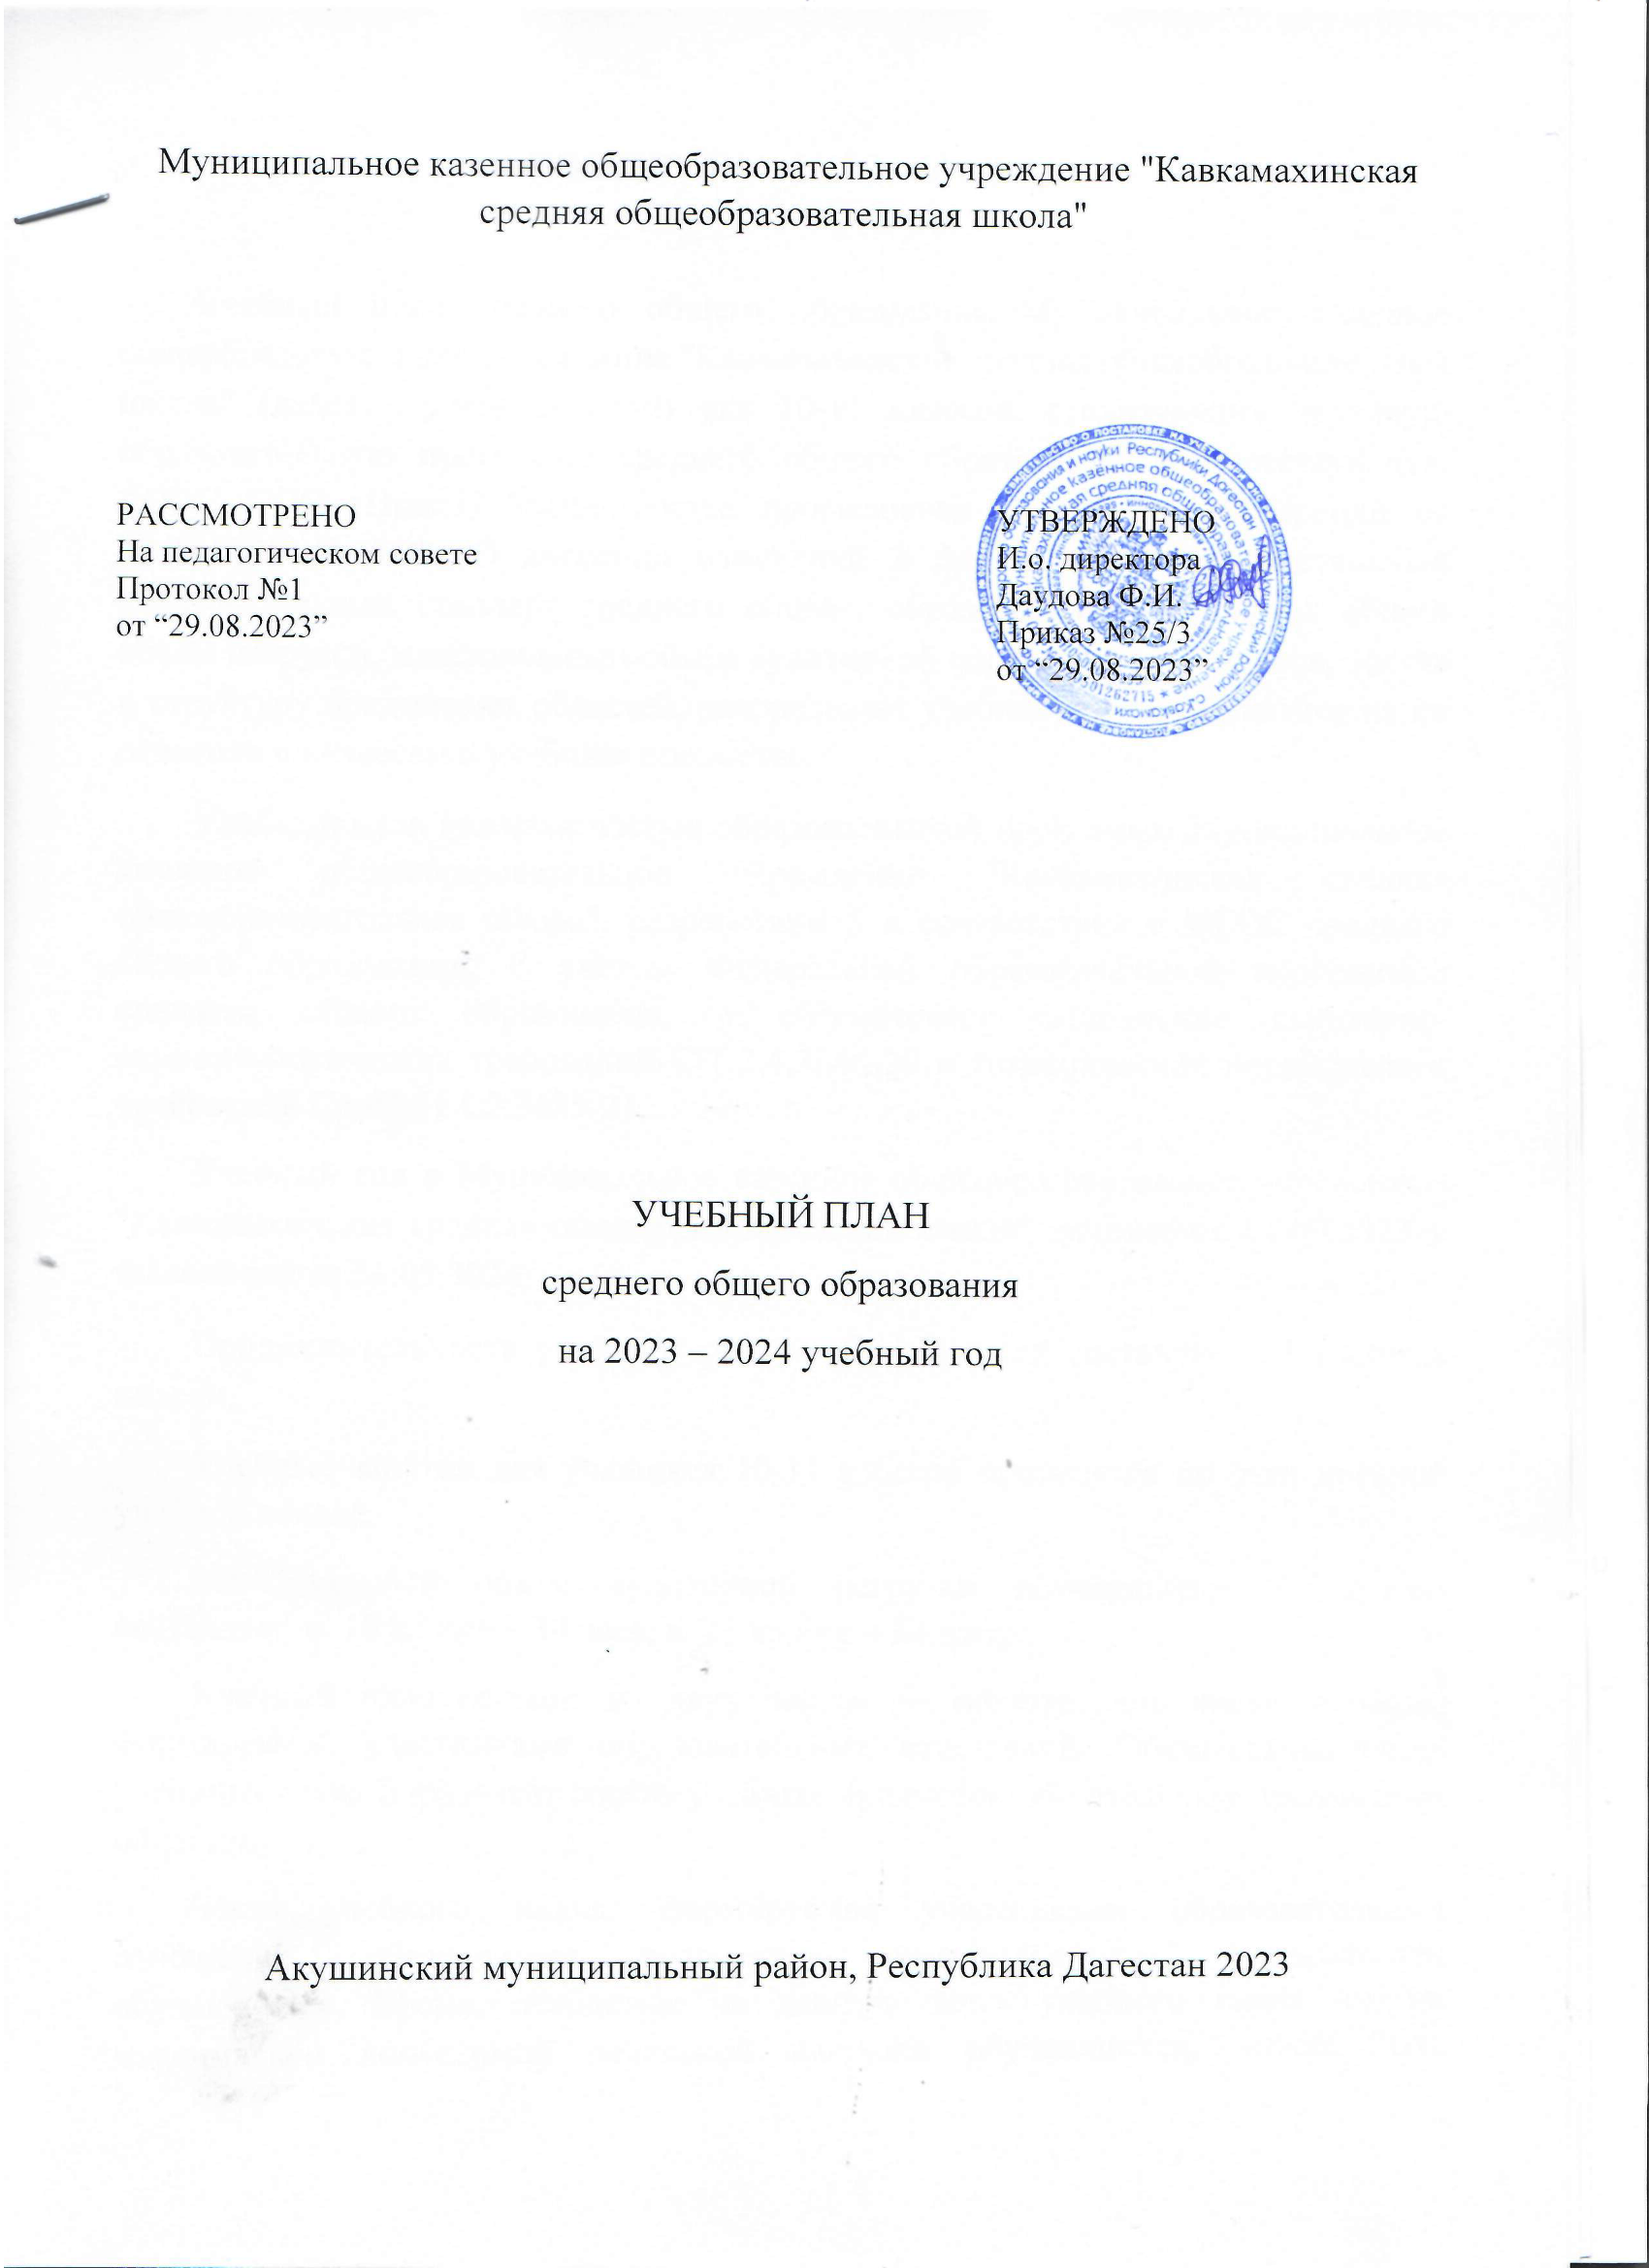 Муниципальное казенное общеобразовательное учреждение "Кавкамахинская
средняя общеобразовательная школа"
РАССМОТРЕНО
На педагогическом совете
Протокол №1
от “29.08.2023”
УТВЕРЖДЕНО
И.о. директора
Даудова Ф.И.
Приказ №25/3
от “29.08.2023”
УЧЕБНЫЙ ПЛАН
среднего общего образования
на 2023 – 2024 учебный год
Акушинский муниципальный район, Республика Дагестан 2023